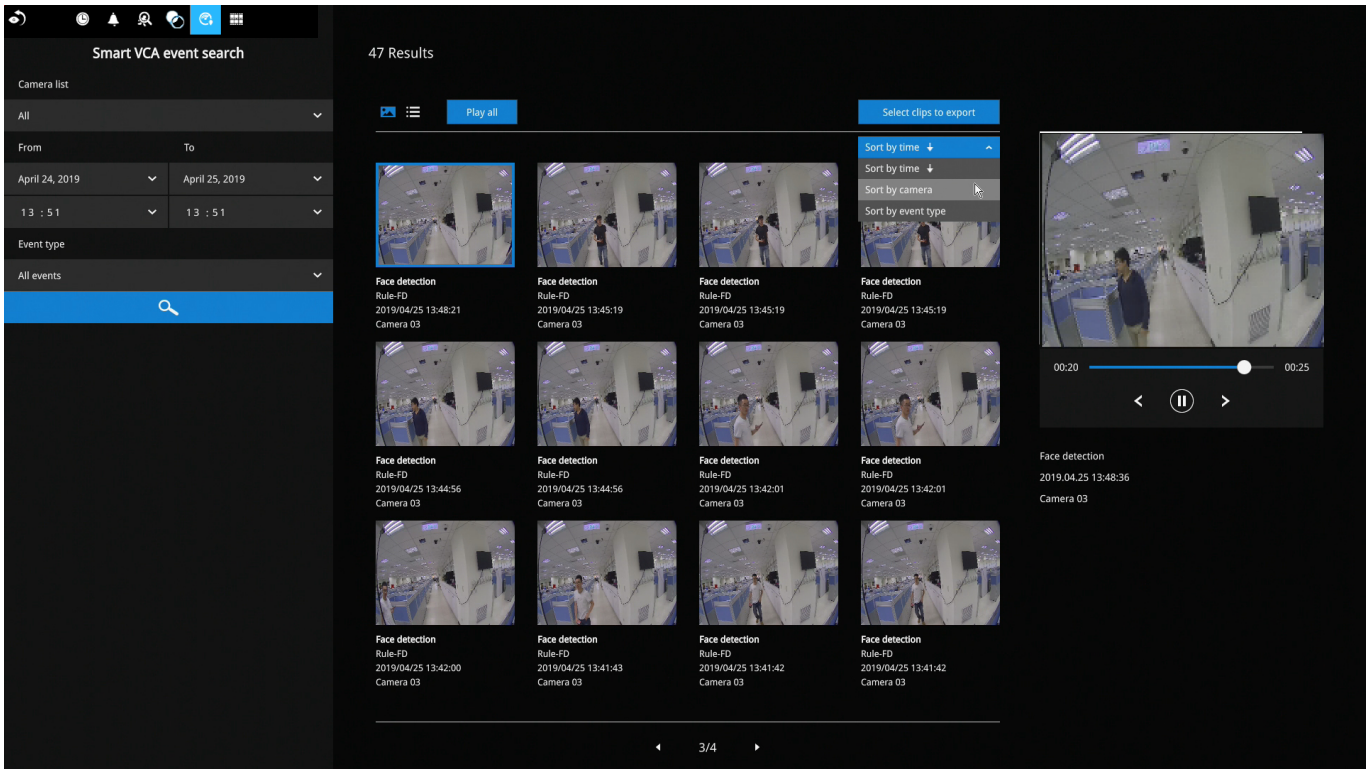 Smart VCA event search
Camera list
All
From To
April 24, 2019 April 25, 2019
13 : 51 13 : 51
Event type
All events
47 Results
Play all
Select clips to export
Sort by time
Sort by time
Sort by camera
Sort by event type
Face detection Face detection Face detection Face detection
Rule-FD Rule-FD Rule-FD Rule-FD
2019/04/25 13:48:21 2019/04/25 13:45:19 2019/04/25 13:45:19 2019/04/25 13:45:19
Camera 03 Camera 03 Camera 03 Camera 03
Face detection Face detection Face detection Face detection
Rule-FD Rule-FD Rule-FD Rule-FD
2019/04/25 13:44:56 2019/04/25 13:44:56 2019/04/25 13:42:01 2019/04/25 13:42:01
Camera 03 Camera 03 Camera 03 Camera 03
Face detection Face detection Face detection Face detection
Rule-FD Rule-FD Rule-FD Rule-FD
2019/04/25 13:42:00 2019/04/25 13:41:43 2019/04/25 13:41:42 2019/04/25 13:41:42
Camera 03 Camera 03 Camera 03 Camera 03
3/4
00:20 00:25
Face detection
2019.04.25 13:48:36
Camera 03